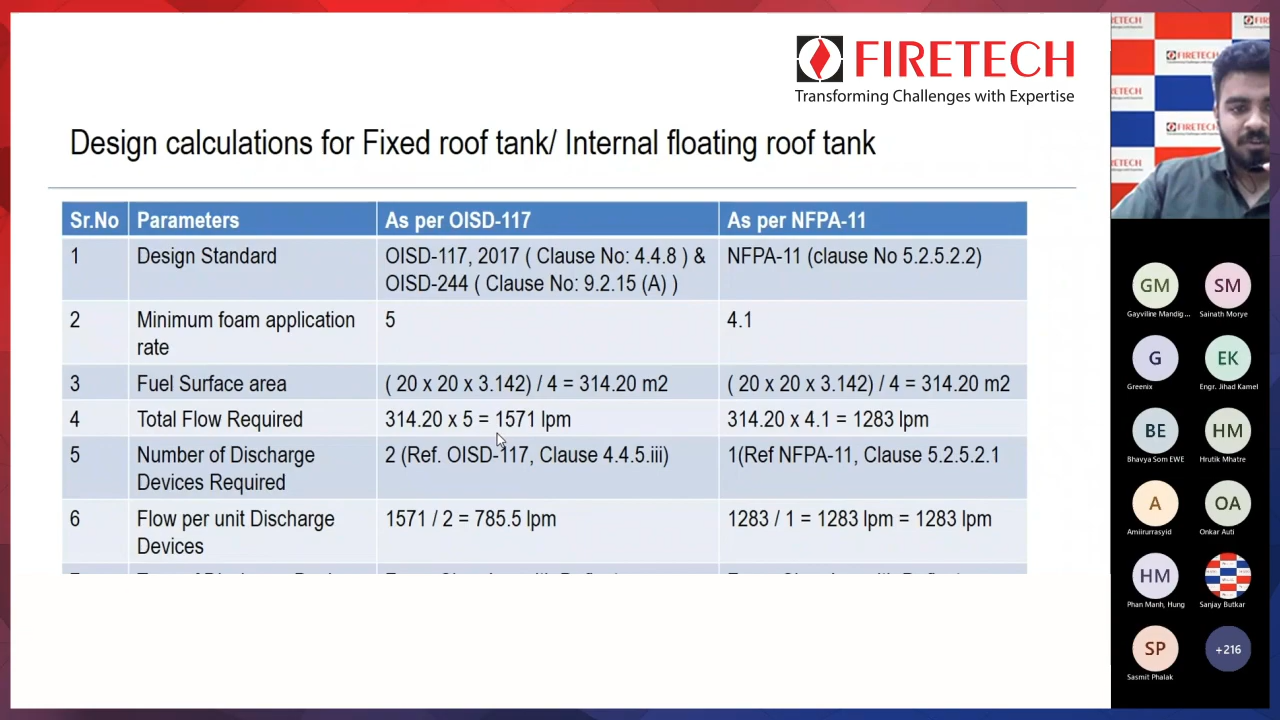 FIRETECH
Transforming Challenges with Expertise
Design calculations for Fixed roof tank/ Internal floating roof tank
Sr.No Parameters As per OISD-117 As per NFPA-11
1 Design Standard OISD-117, 2017 ( Clause No: 4.4.8 ) & NFPA-11 (clause No 5.2.5.2.2)
OISD-244 ( Clause No: 9.2.15 (A) )
2 Minimum foam application 5 4.1
rate
3 Fuel Surface area ( 20 x 20 x 3.142) / 4 = 314.20 m2 ( 20 x 20 x 3.142) / 4 = 314.20 m2
4 Total Flow Required 314.20 x 5 = 1571 lpm 314.20 x 4.1 = 1283 lpm
5 Number of Discharge 2 (Ref. OISD-117, Clause 4.4.5.iii) 1(Ref NFPA-11, Clause 5.2.5.2.1
Devices Required
6 Flow per unit Discharge 1571 / 2 = 785.5 lpm 1283 / 1 = 1283 lpm = 1283 lpm
Devices
FIRETECH
FIRETECH
GM SM
Gayviline Mandig... Sainath Morye
G EK
Greenix Engr. Jihad Kamel
BE HM
Bhavya Som EWE Hrutik Mhatre
A OA
Amiirurrasyid Onkar Auti
HM
Phan Manh, Hung Sanjay Butkar
SP +216
Sasmit Phalak